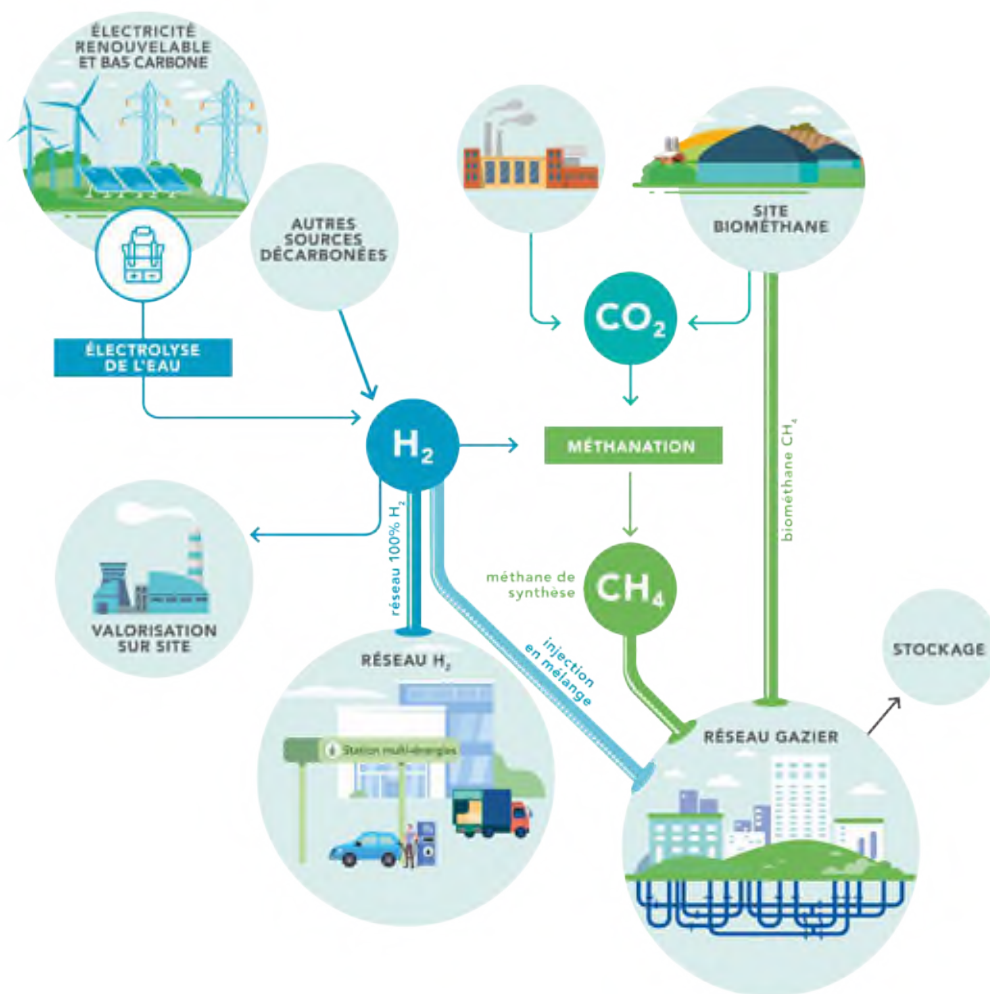 ÉLECTRICITÉ
RENOUVELABLE
ET BAS CARBONE
AUTRES
SOURCES
DÉCARBONÉES
SITE
BIOMÉTHANE
CO₂
ÉLECTROLYSE
DE L'EAU
H₂
MÉTHANATION
biométhane CH₄
réseau 100% H₂
VALORISATION
SUR SITE
méthane de
synthèse
CH₄
injection
en mélange
STOCKAGE
RÉSEAU H₂
Station multi-énergies
RÉSEAU GAZIER